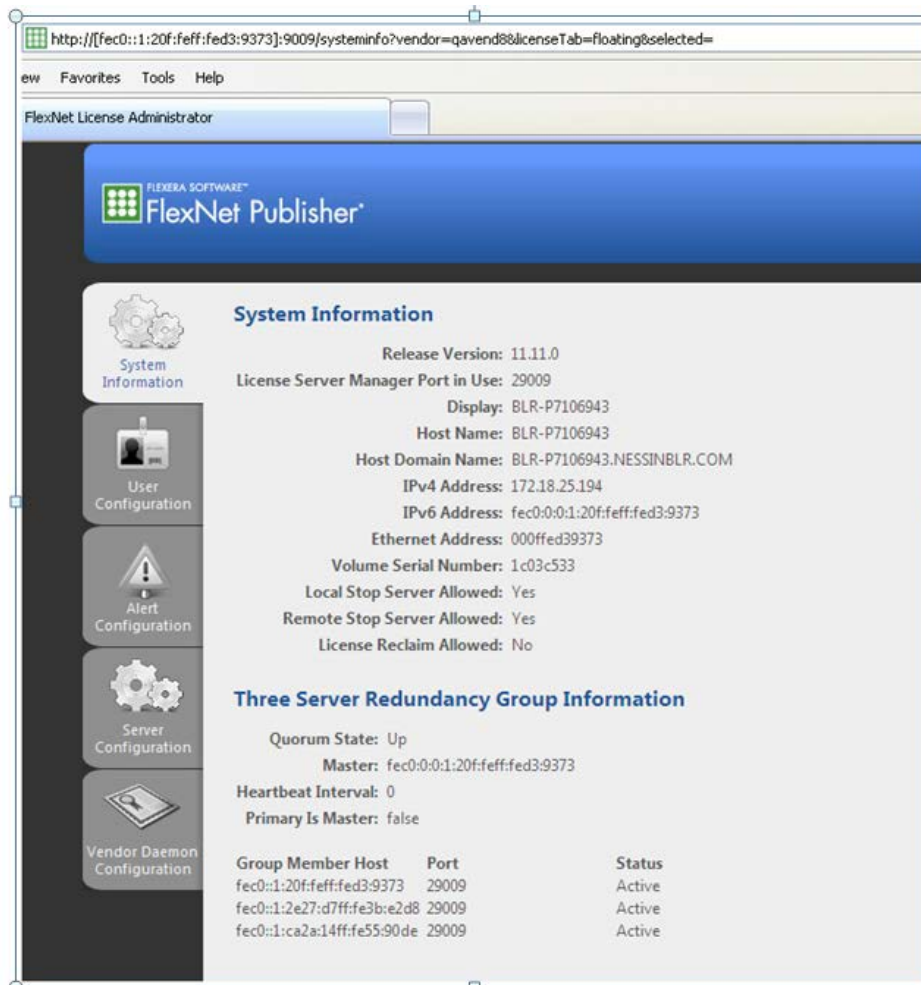 http://[fec0::1:20f:feff:fed3:9373]:9009/systeminfo?vendor=qavend8&licenseTab=floating&selected=
ew Favorites Tools Help
FlexNet License Administrator
FLEXERA SOFTWARE™
FlexNet Publisher
System Information
User Configuration
Alert Configuration
Server Configuration
Vendor Daemon Configuration
System Information
Release Version: 11.11.0
License Server Manager Port in Use: 29009
Display: BLR-P7106943
Host Name: BLR-P7106943
Host Domain Name: BLR-P7106943.NESSINBLR.COM
IPv4 Address: 172.18.25.194
IPv6 Address: fec0:0:0:1:20f:feff:fed3:9373
Ethernet Address: 000ffed39373
Volume Serial Number: 1c03c533
Local Stop Server Allowed: Yes
Remote Stop Server Allowed: Yes
License Reclaim Allowed: No
Three Server Redundancy Group Information
Quorum State: Up
Master: fec0:0:0:1:20f:feff:fed3:9373
Heartbeat Interval: 0
Primary Is Master: false
Group Member Host Port Status
fec0::1:20f:feff:fed3:9373 29009 Active
fec0::1:2e27:d7ff:fe3b:e2d8 29009 Active
fec0::1:ca2a:14ff:fe55:90de 29009 Active